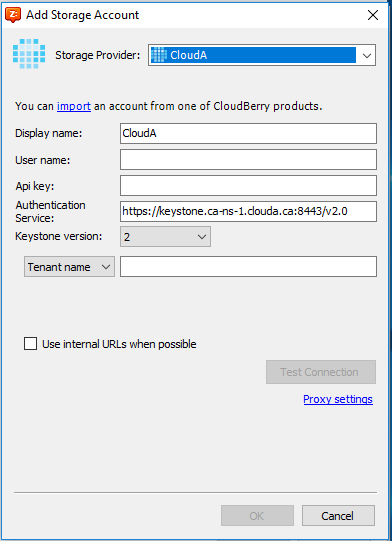 Add Storage Account
Storage Provider: CloudA
You can import an account from one of CloudBerry products.
Display name: CloudA
User name:
Api key:
Authentication
Service: https://keystone.ca-ns-1.clouda.ca:8443/v2.0
Keystone version: 2
Tenant name
Use internal URLs when possible
Test Connection
Proxy settings
OK Cancel